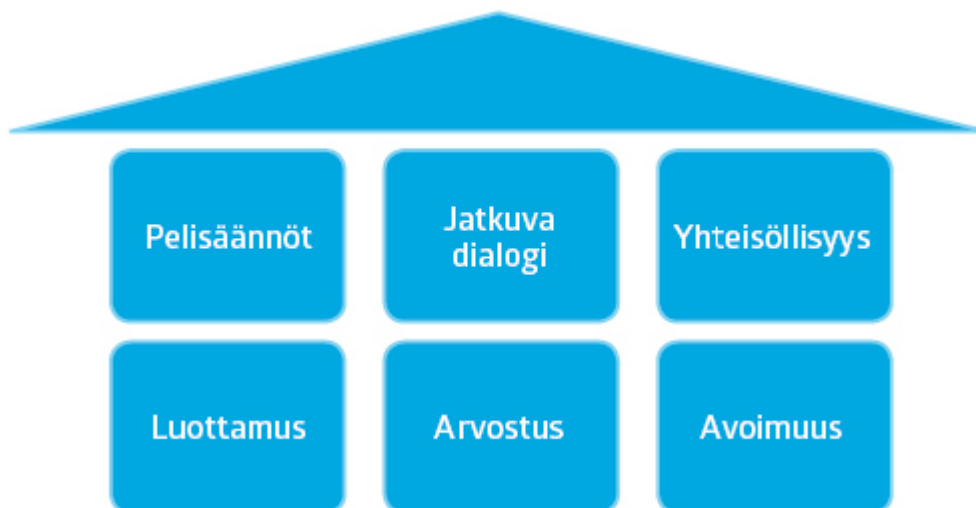 Pelisäännöt
Jatkuva
dialogi
Yhteisöllisyys
Luottamus
Arvostus
Avoimuus